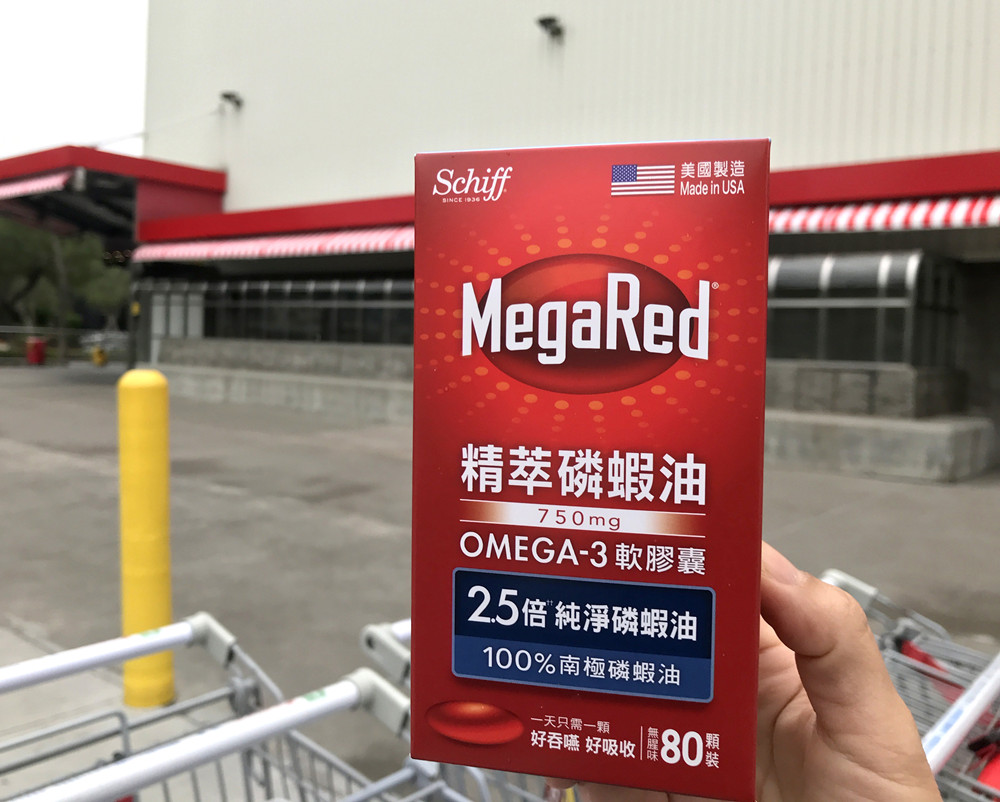 Schiff
SINCE 1936
美國製造
Made in USA
MegaRed®
精萃磷蝦油
750mg
OMEGA-3 軟膠囊
2.5倍†† 純淨磷蝦油
100%南極磷蝦油
一天只需一顆
好吞嚥 好吸收
無腥味
80顆裝